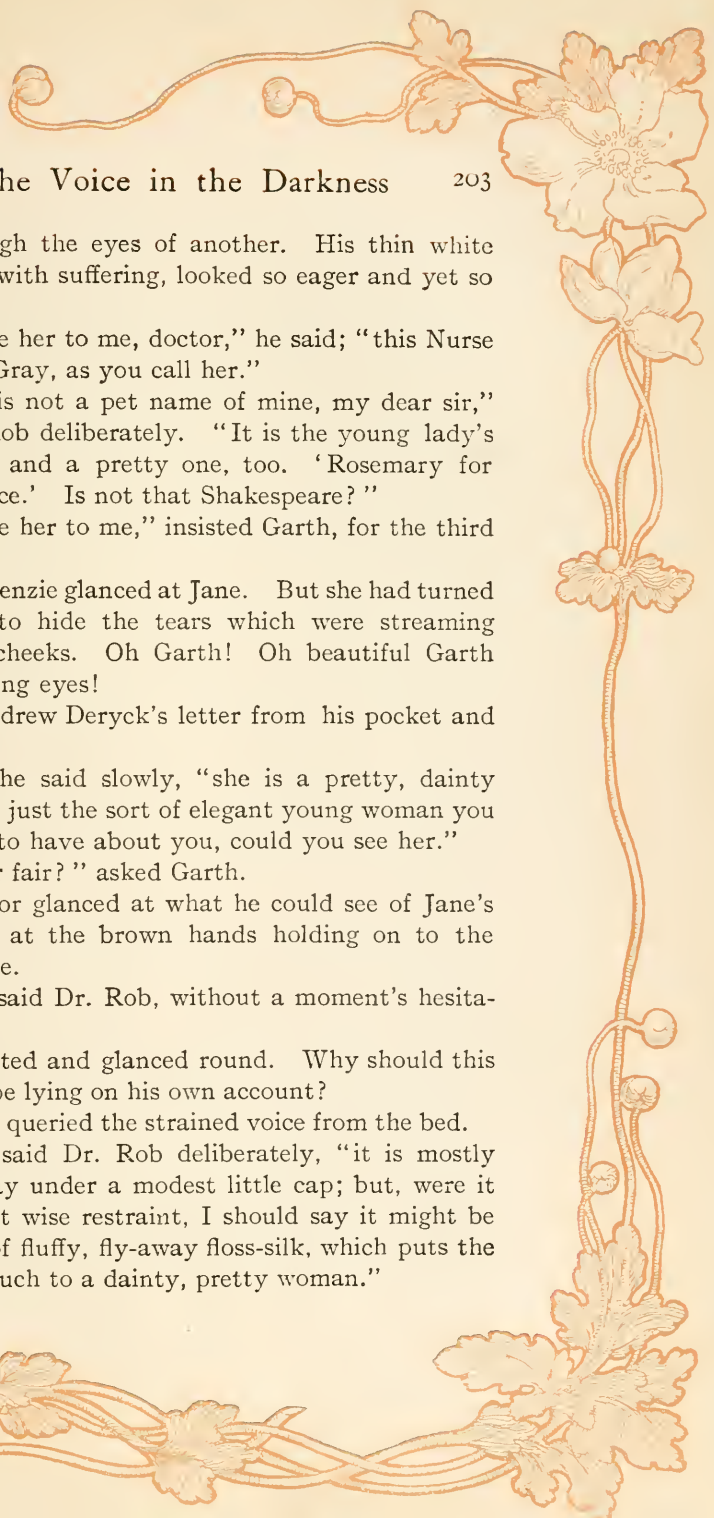 he Voice in the Darkness 203
gh the eyes of another. His thin white
with suffering, looked so eager and yet so
e her to me, doctor," he said; "this Nurse
Gray, as you call her."
is not a pet name of mine, my dear sir,"
ob deliberately. "It is the young lady's
and a pretty one, too. 'Rosemary for
ce.' Is not that Shakespeare?"
e her to me," insisted Garth, for the third
enzie glanced at Jane. But she had turned
to hide the tears which were streaming
cheeks. Oh Garth! Oh beautiful Garth
ng eyes!
drew Deryck's letter from his pocket and
he said slowly, "she is a pretty, dainty
just the sort of elegant young woman you
to have about you, could you see her."
r fair?" asked Garth.
or glanced at what he could see of Jane's
at the brown hands holding on to the
e.
said Dr. Rob, without a moment's hesita-
ted and glanced round. Why should this
be lying on his own account?
queried the strained voice from the bed.
said Dr. Rob deliberately, "it is mostly
ly under a modest little cap; but, were it
t wise restraint, I should say it might be
of fluffy, fly-away floss-silk, which puts the
uch to a dainty, pretty woman."